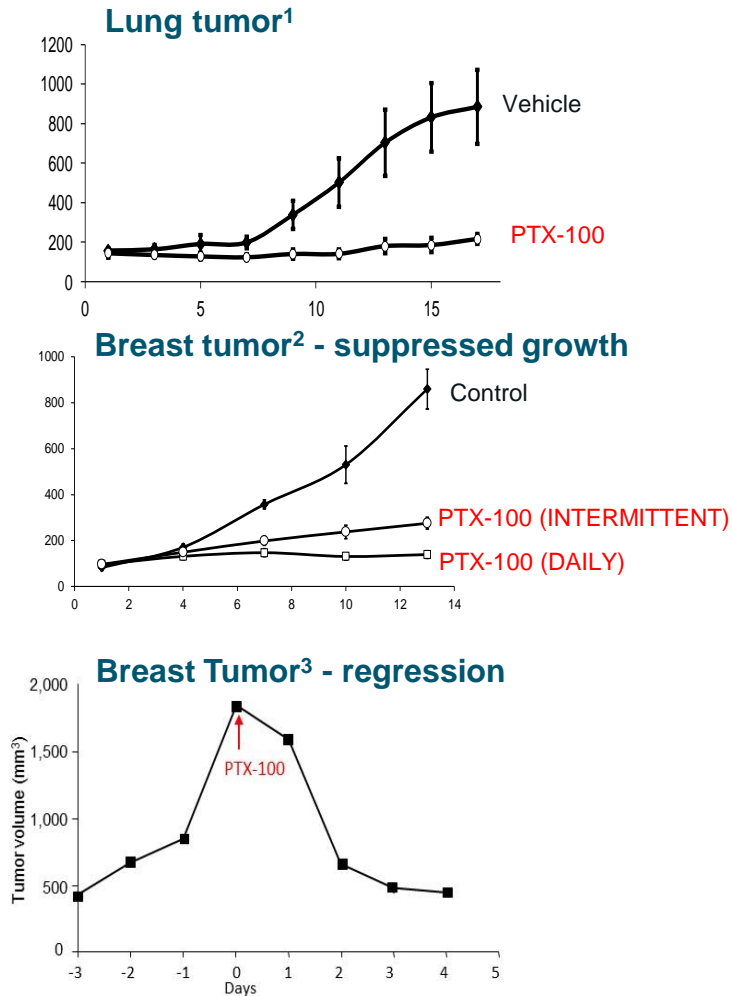 Lung tumor¹
1200
1000
800
600
400
200
0
Vehicle
PTX-100
0 5 10 15
Breast tumor² - suppressed growth
1000
800
600
400
200
0
Control
PTX-100 (INTERMITTENT)
PTX-100 (DAILY)
0 2 4 6 8 10 12 14
Breast Tumor³ - regression
2,000
1,500
1,000
500
0
Tumor volume (mm³)
PTX-100
-3 -2 -1 0 1 2 3 4 5
Days